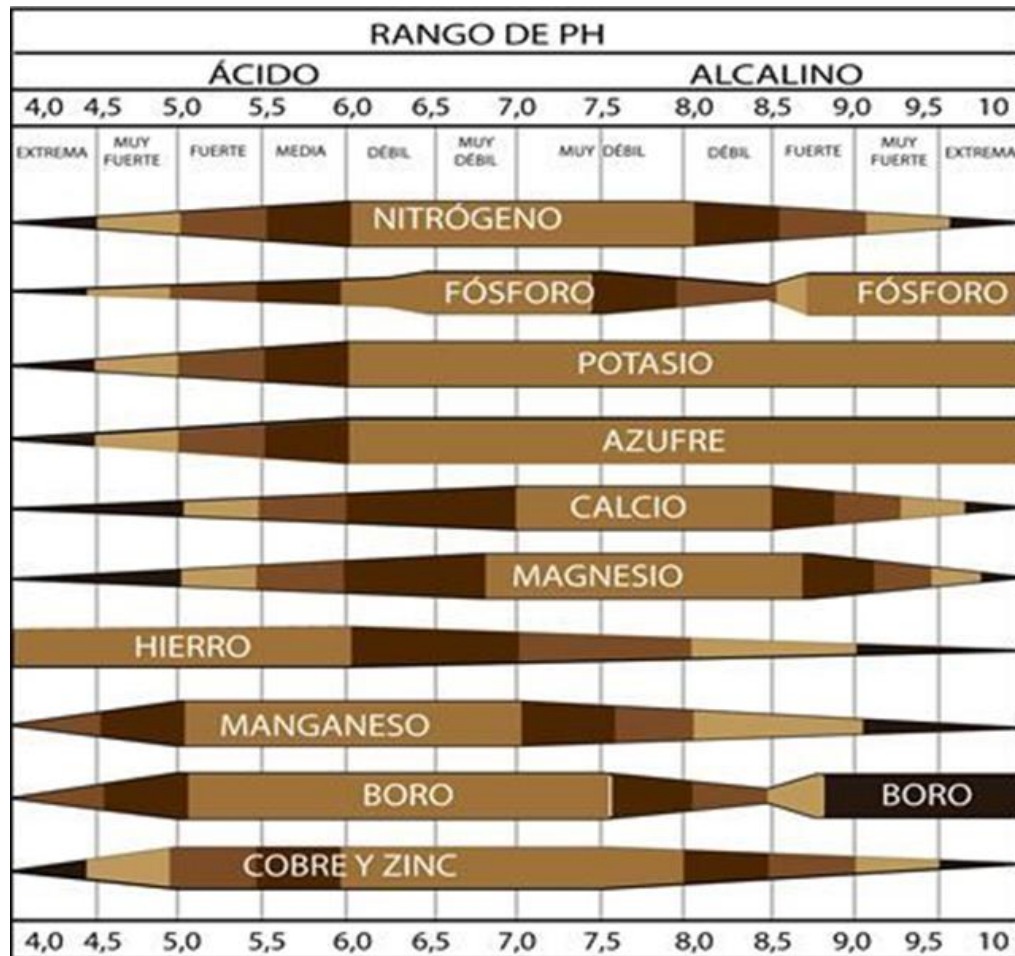 RANGO DE PH
ÁCIDO ALCALINO
4,0 4,5 5,0 5,5 6,0 6,5 7,0 7,5 8,0 8,5 9,0 9,5 10
EXTREMA MUY FUERTE FUERTE MEDIA DÉBIL MUY DÉBIL MUY DÉBIL DÉBIL FUERTE MUY FUERTE EXTREMA
NITRÓGENO
FÓSFORO FÓSFORO
POTASIO
AZUFRE
CALCIO
MAGNESIO
HIERRO
MANGANESO
BORO BORO
COBRE Y ZINC
4,0 4,5 5,0 5,5 6,0 6,5 7,0 7,5 8,0 8,5 9,0 9,5 10